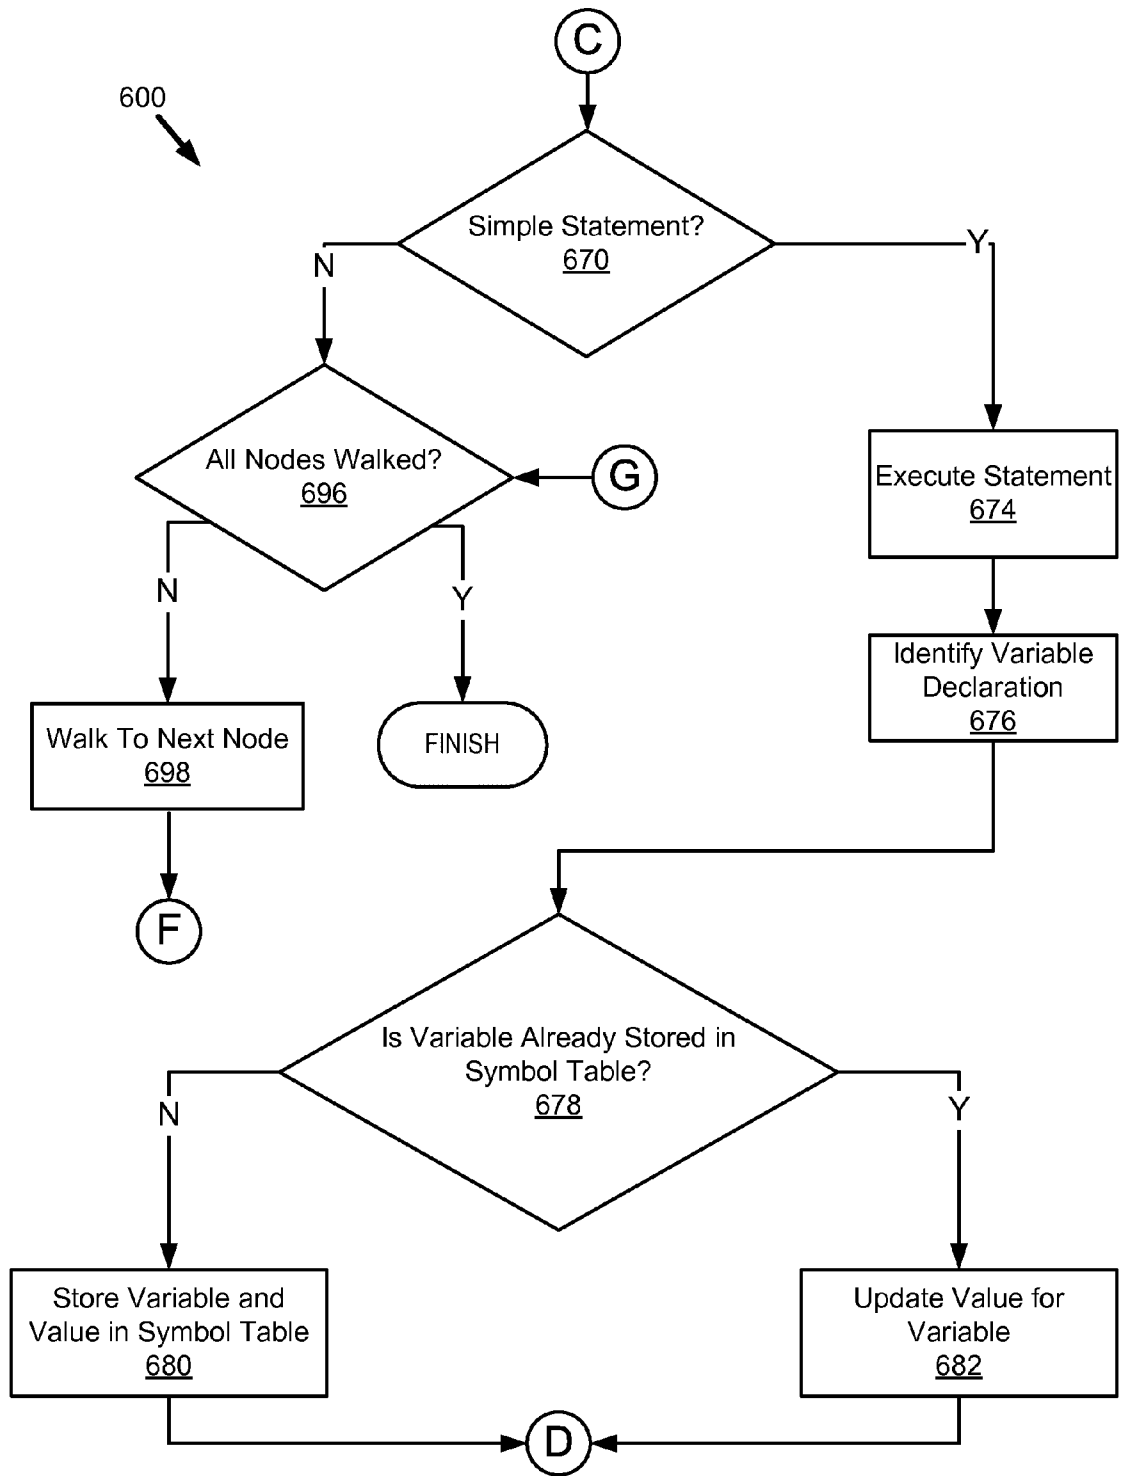 C
600
Simple Statement?
670
N
Y
All Nodes Walked?
696
G
Execute Statement
674
N
Y
Identify Variable
Declaration
676
Walk To Next Node
698
FINISH
F
Is Variable Already Stored in
Symbol Table?
678
N
Y
Store Variable and
Value in Symbol Table
680
Update Value for
Variable
682
D